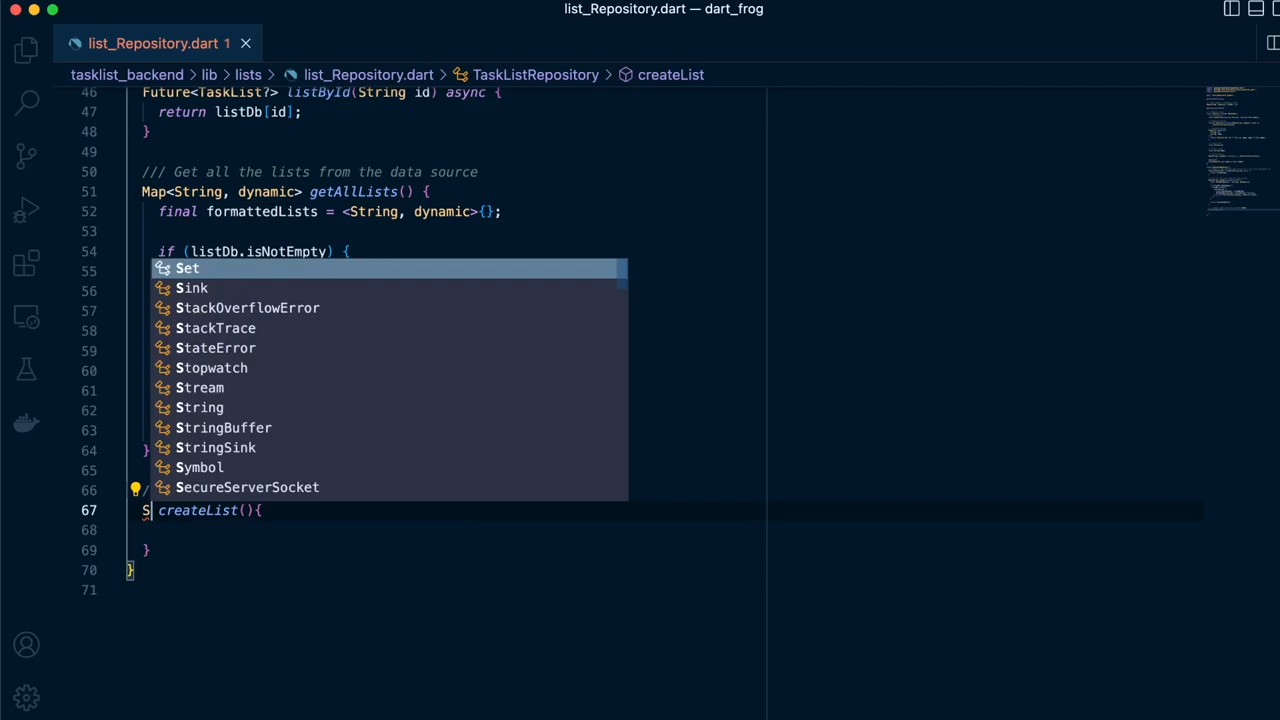 list_Repository.dart — dart_frog
list_Repository.dart 1
tasklist_backend › lib › lists › list_Repository.dart › TaskListRepository › createList
46 Future<TaskList?> listById(String id) async {
47 return listDb[id];
48 }
49
50 /// Get all the lists from the data source
51 Map<String, dynamic> getAllLists() {
52 final formattedLists = <String, dynamic>{};
53
54 if (listDb.isNotEmpty) {
55 Set
56 Sink
57 StackOverflowError
58 StackTrace
59 StateError
60 Stopwatch
61 Stream
62 String
63 StringBuffer
64 } StringSink
65 Symbol
66 / SecureServerSocket
67 S createList(){
68
69 }
70 }
71